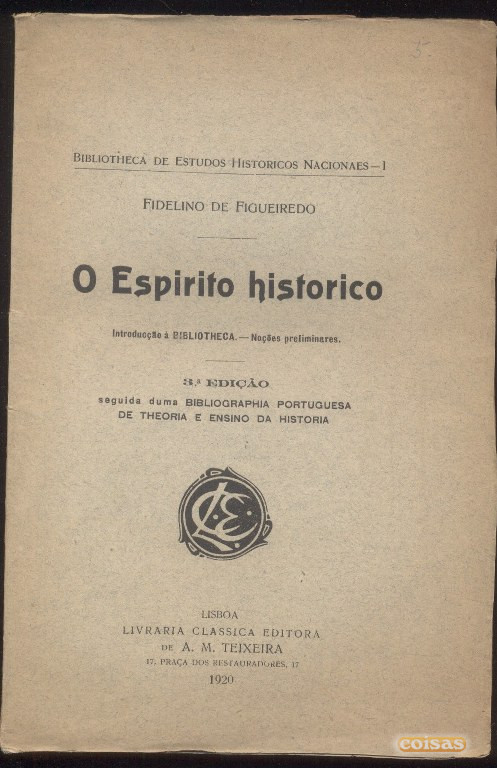 5.
BIBLIOTHECA DE ESTUDOS HISTORICOS NACIONAES—I
FIDELINO DE FIGUEIREDO
O Espirito historico
Introducção á BIBLIOTHECA.— Noções preliminares.
3.ª EDIÇÃO
seguida duma BIBLIOGRAPHIA PORTUGUESA
DE THEORIA E ENSINO DA HISTORIA
LCE
LISBOA
LIVRARIA CLASSICA EDITORA
DE A. M. TEIXEIRA
17, PRAÇA DOS RESTAURADORES, 17
1920
coisas